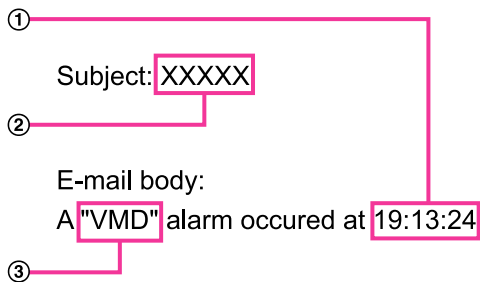 ①
Subject: XXXXX
②
E-mail body:
A "VMD" alarm occured at 19:13:24
③